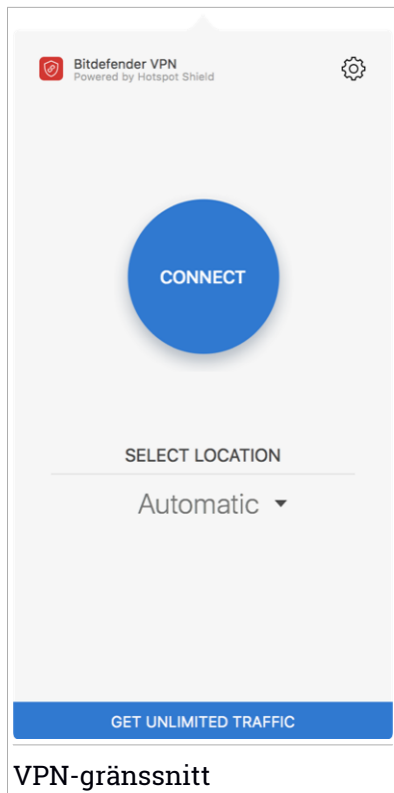 Bitdefender VPN
Powered by Hotspot Shield
CONNECT
SELECT LOCATION
Automatic
GET UNLIMITED TRAFFIC
VPN-gränssnitt